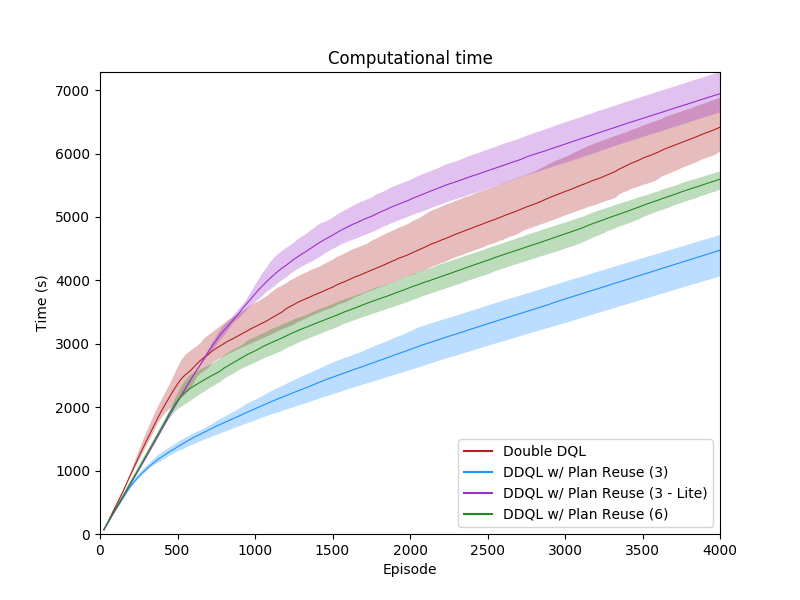 Computational time
Time (s)
7000
6000
5000
4000
3000
2000
1000
0
0 500 1000 1500 2000 2500 3000 3500 4000
Episode
Double DQL
DDQL w/ Plan Reuse (3)
DDQL w/ Plan Reuse (3 - Lite)
DDQL w/ Plan Reuse (6)